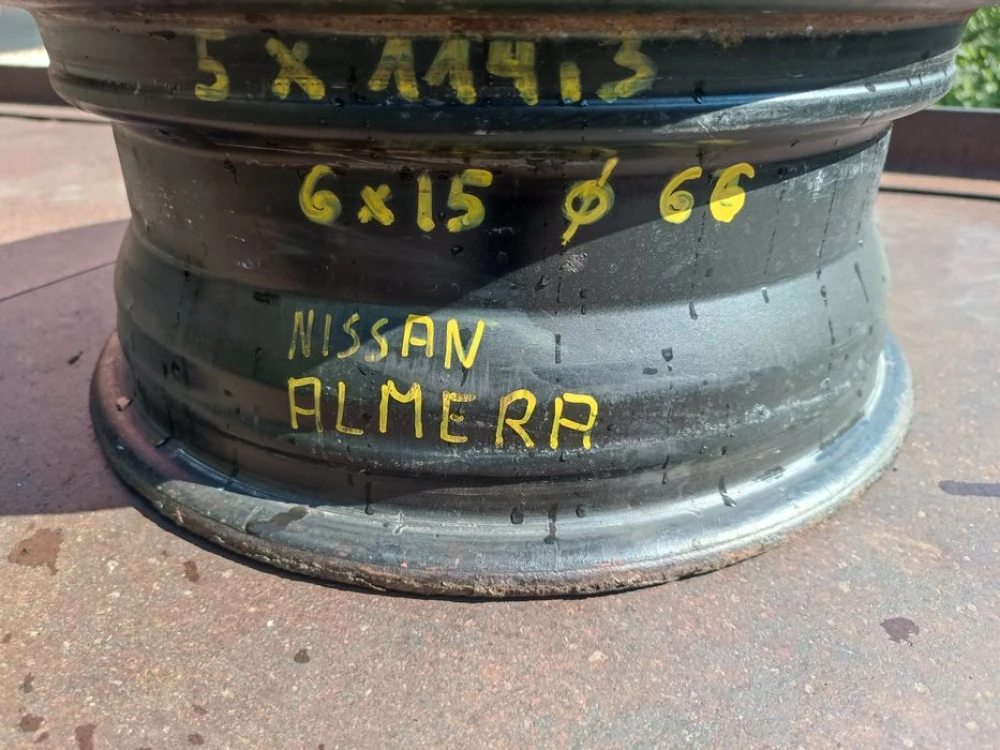 5 x 114,3
6x15 ø 66
NISSAN
ALMERA